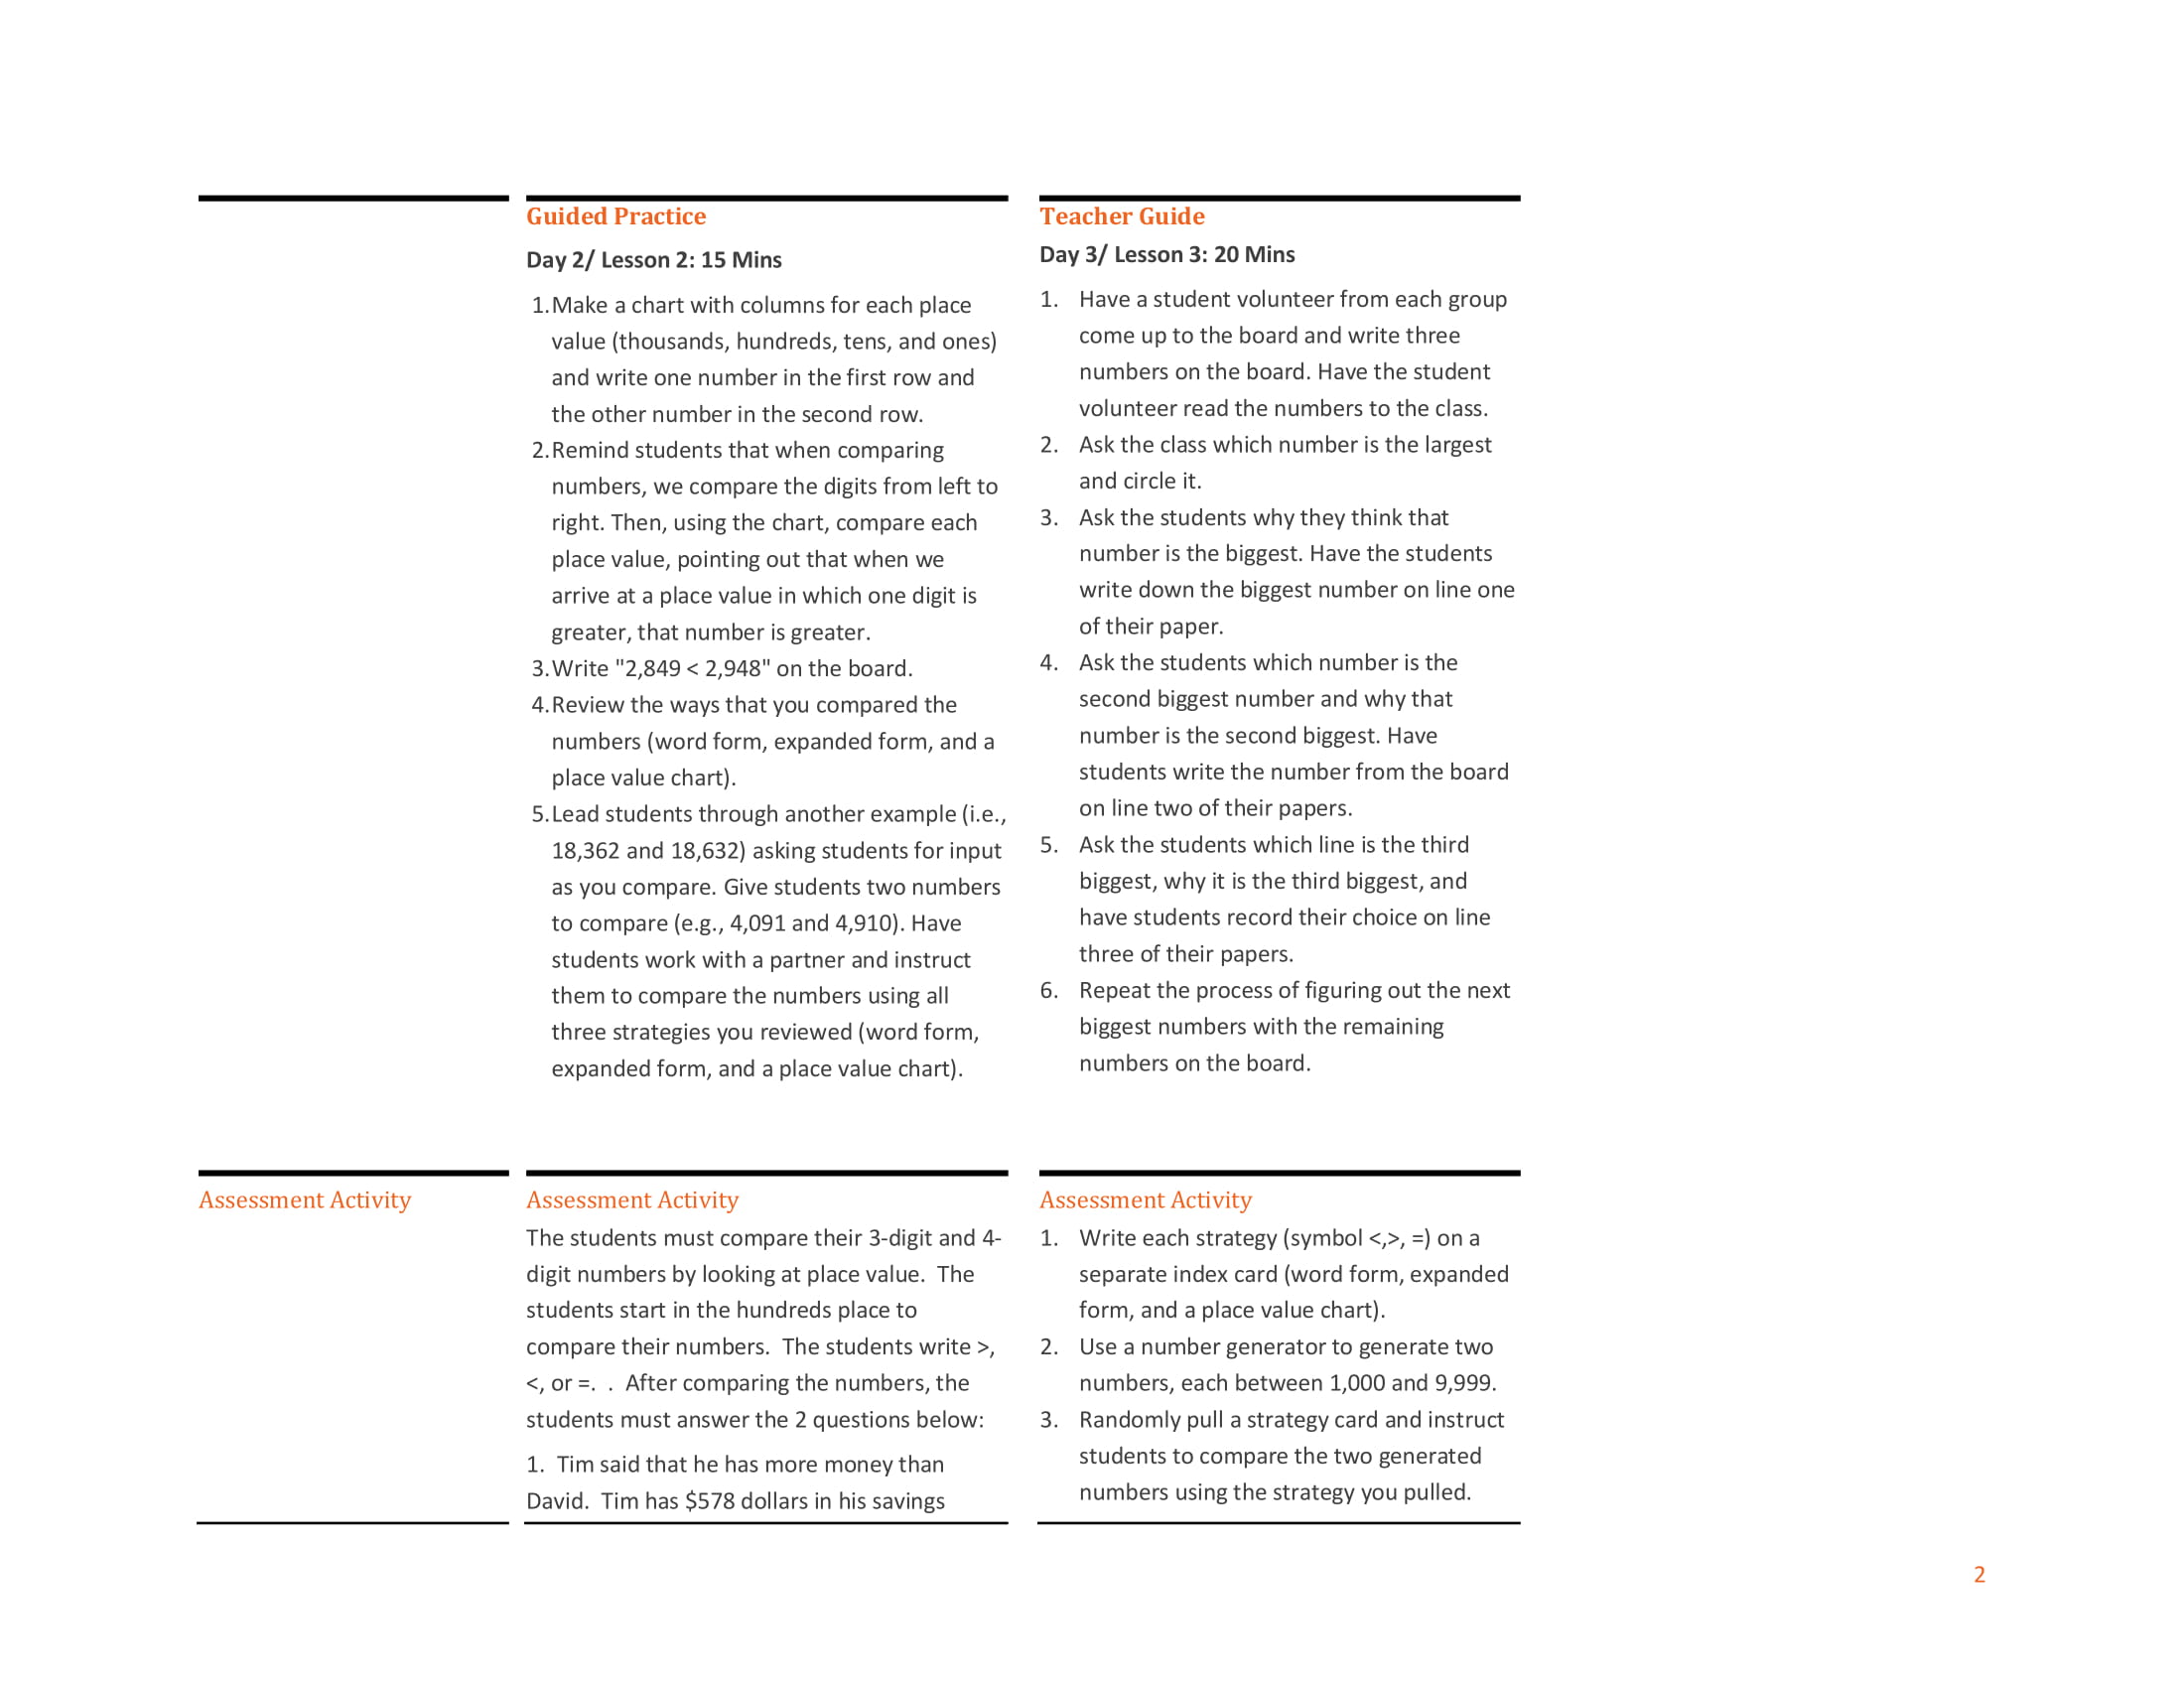 Guided Practice
Day 2/ Lesson 2: 15 Mins
1.Make a chart with columns for each place
value (thousands, hundreds, tens, and ones)
and write one number in the first row and
the other number in the second row.
2.Remind students that when comparing
numbers, we compare the digits from left to
right. Then, using the chart, compare each
place value, pointing out that when we
arrive at a place value in which one digit is
greater, that number is greater.
3.Write "2,849 < 2,948" on the board.
4.Review the ways that you compared the
numbers (word form, expanded form, and a
place value chart).
5.Lead students through another example (i.e.,
18,362 and 18,632) asking students for input
as you compare. Give students two numbers
to compare (e.g., 4,091 and 4,910). Have
students work with a partner and instruct
them to compare the numbers using all
three strategies you reviewed (word form,
expanded form, and a place value chart).
Teacher Guide
Day 3/ Lesson 3: 20 Mins
1. Have a student volunteer from each group
come up to the board and write three
numbers on the board. Have the student
volunteer read the numbers to the class.
2. Ask the class which number is the largest
and circle it.
3. Ask the students why they think that
number is the biggest. Have the students
write down the biggest number on line one
of their paper.
4. Ask the students which number is the
second biggest number and why that
number is the second biggest. Have
students write the number from the board
on line two of their papers.
5. Ask the students which line is the third
biggest, why it is the third biggest, and
have students record their choice on line
three of their papers.
6. Repeat the process of figuring out the next
biggest numbers with the remaining
numbers on the board.
Assessment Activity
Assessment Activity
The students must compare their 3-digit and 4-
digit numbers by looking at place value.  The
students start in the hundreds place to
compare their numbers.  The students write >,
<, or =. .  After comparing the numbers, the
students must answer the 2 questions below:
1.  Tim said that he has more money than
David.  Tim has $578 dollars in his savings
Assessment Activity
1. Write each strategy (symbol <,>, =) on a
separate index card (word form, expanded
form, and a place value chart).
2. Use a number generator to generate two
numbers, each between 1,000 and 9,999.
3. Randomly pull a strategy card and instruct
students to compare the two generated
numbers using the strategy you pulled.
2